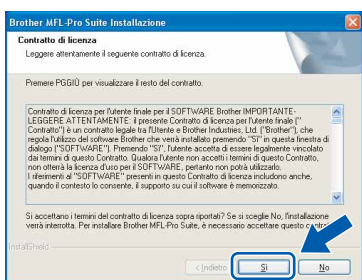 Brother MFL-Pro Suite Installazione
Contratto di licenza
Leggere attentamente il seguente contratto di licenza.
Premere PGGIÙ per visualizzare il resto del contratto.
Contratto di licenza per l'utente finale per il SOFTWARE Brother IMPORTANTE-
LEGGERE ATTENTAMENTE: il presente Contratto di licenza per l'utente finale ("
Contratto") è un contratto legale tra l'Utente e Brother Industries, Ltd. ("Brother"), che
regola l'utilizzo del software Brother che verrà installato premendo "Sì" in questa finestra di
dialogo ("SOFTWARE"). Premendo "Sì", l'utente accetta di essere legalmente vincolato
dai termini di questo Contratto. Qualora l'utente non accetti i termini di questo Contratto,
non otterrà la licenza d'uso per il SOFTWARE, pertanto non potrà utilizzarlo.
I riferimenti al "SOFTWARE" presenti in questo Contratto di licenza includono anche,
quando il contesto lo consente, il supporto su cui il software è memorizzato.
Si accettano i termini del contratto di licenza sopra riportati? Se si sceglie No, l'installazione
verrà interrotta. Per installare Brother MFL-Pro Suite, è necessario accettare questo
InstallShield
< Indietro
Sì
No